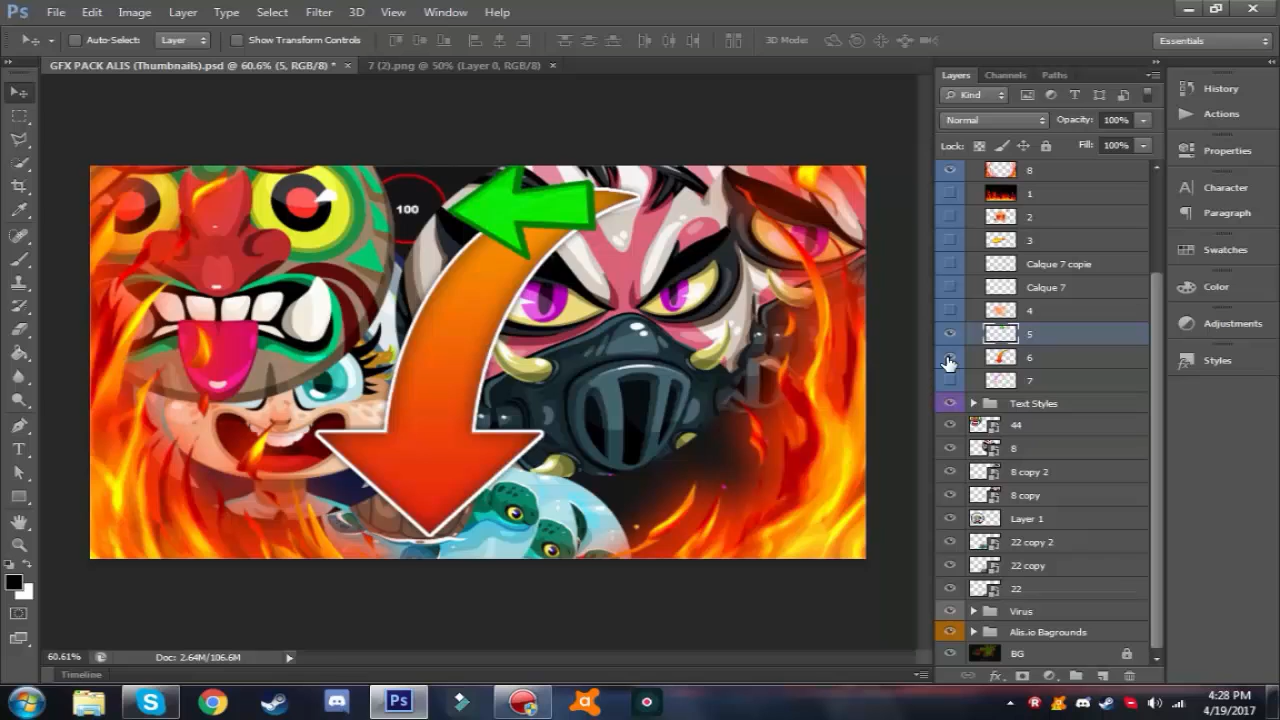 Ps File Edit Image Layer Type Select Filter 3D View Window Help
Auto-Select: Layer Show Transform Controls 3D Mode: Essentials
GFX PACK ALIS (Thumbnails).psd @ 60.6% (5, RGB/8) * × 7 (2).png @ 50% (Layer 0, RGB/8) ×
Layers Channels Paths
Kind
Normal Opacity: 100%
Lock: Fill: 100%
8
1
2
3
Calque 7 copie
Calque 7
4
5
6
7
Text Styles
44
8
8 copy 2
8 copy
Layer 1
22 copy 2
22 copy
22
Virus
Alis.io Bagrounds
BG
History
Actions
Properties
Character
Paragraph
Swatches
Color
Adjustments
Styles
100
60.61% Doc: 2.64M/106.6M
Timeline
Ps
4:28 PM
4/19/2017